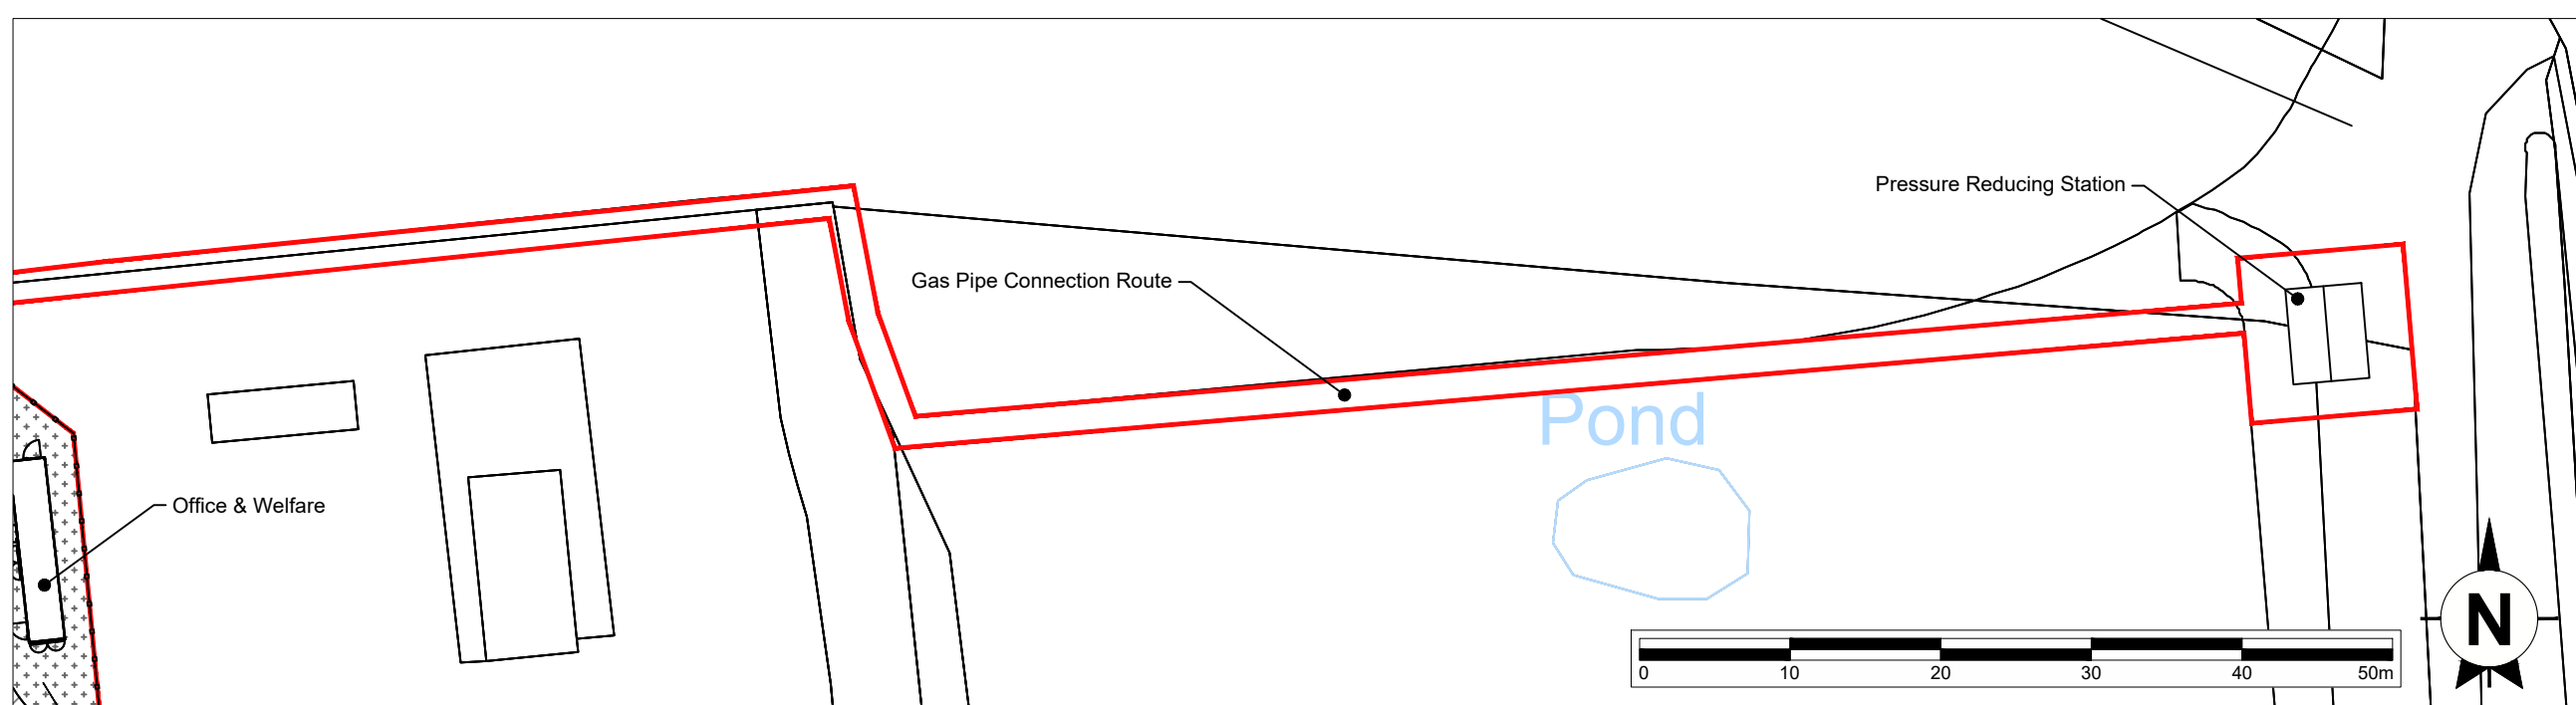 Pressure Reducing Station
Gas Pipe Connection Route
Pond
Office & Welfare
N
0 10 20 30 40 50m